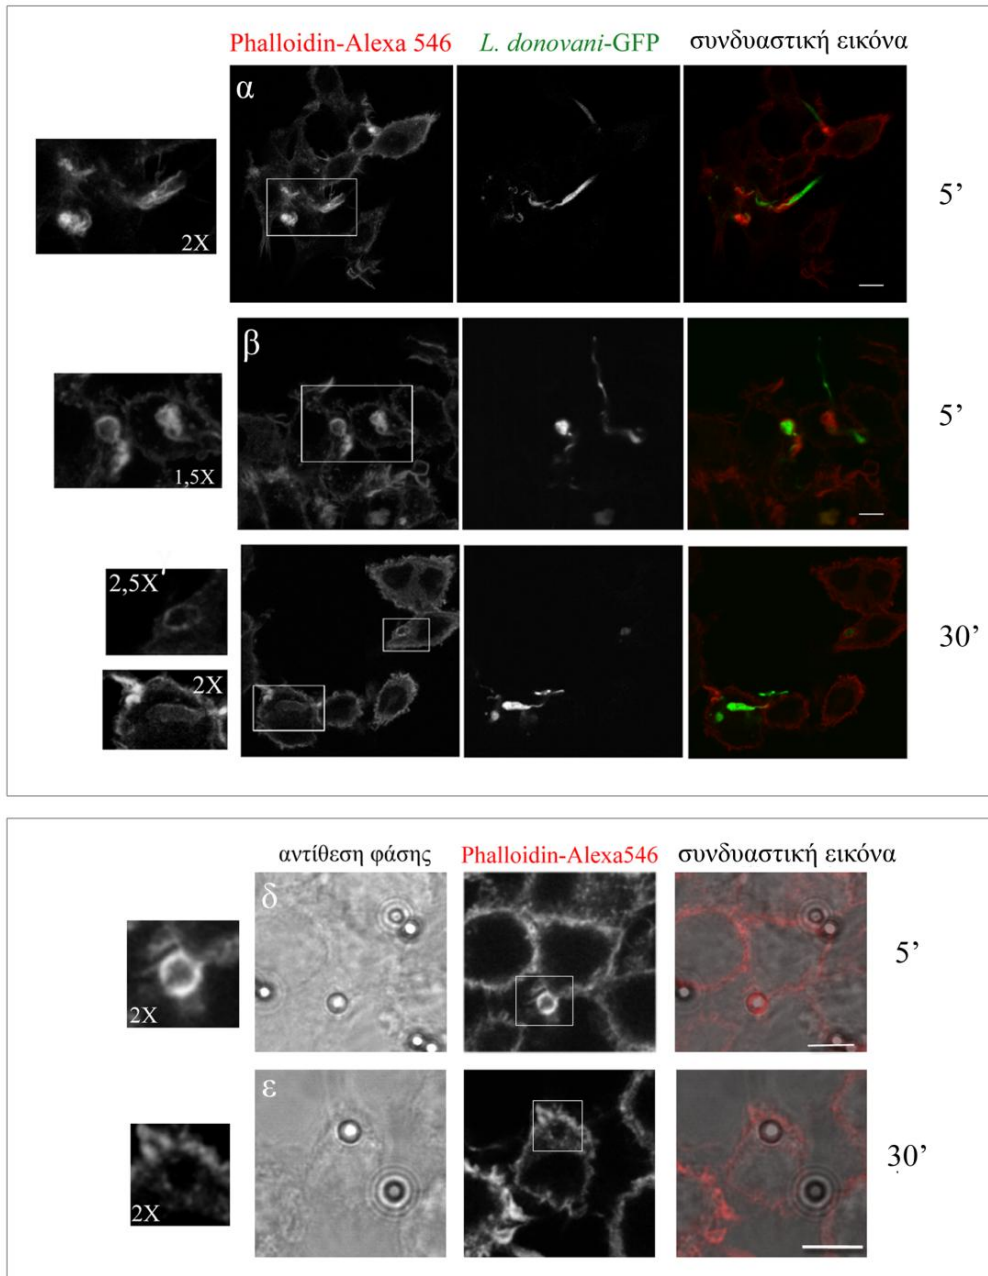 Phalloidin-Alexa 546 L. donovani-GFP συνδυαστική εικόνα
α
2X
5’
β
1,5X
5’
2,5X
2X
30’
αντίθεση φάσης Phalloidin-Alexa546 συνδυαστική εικόνα
δ
2X
5’
ε
2X
30’